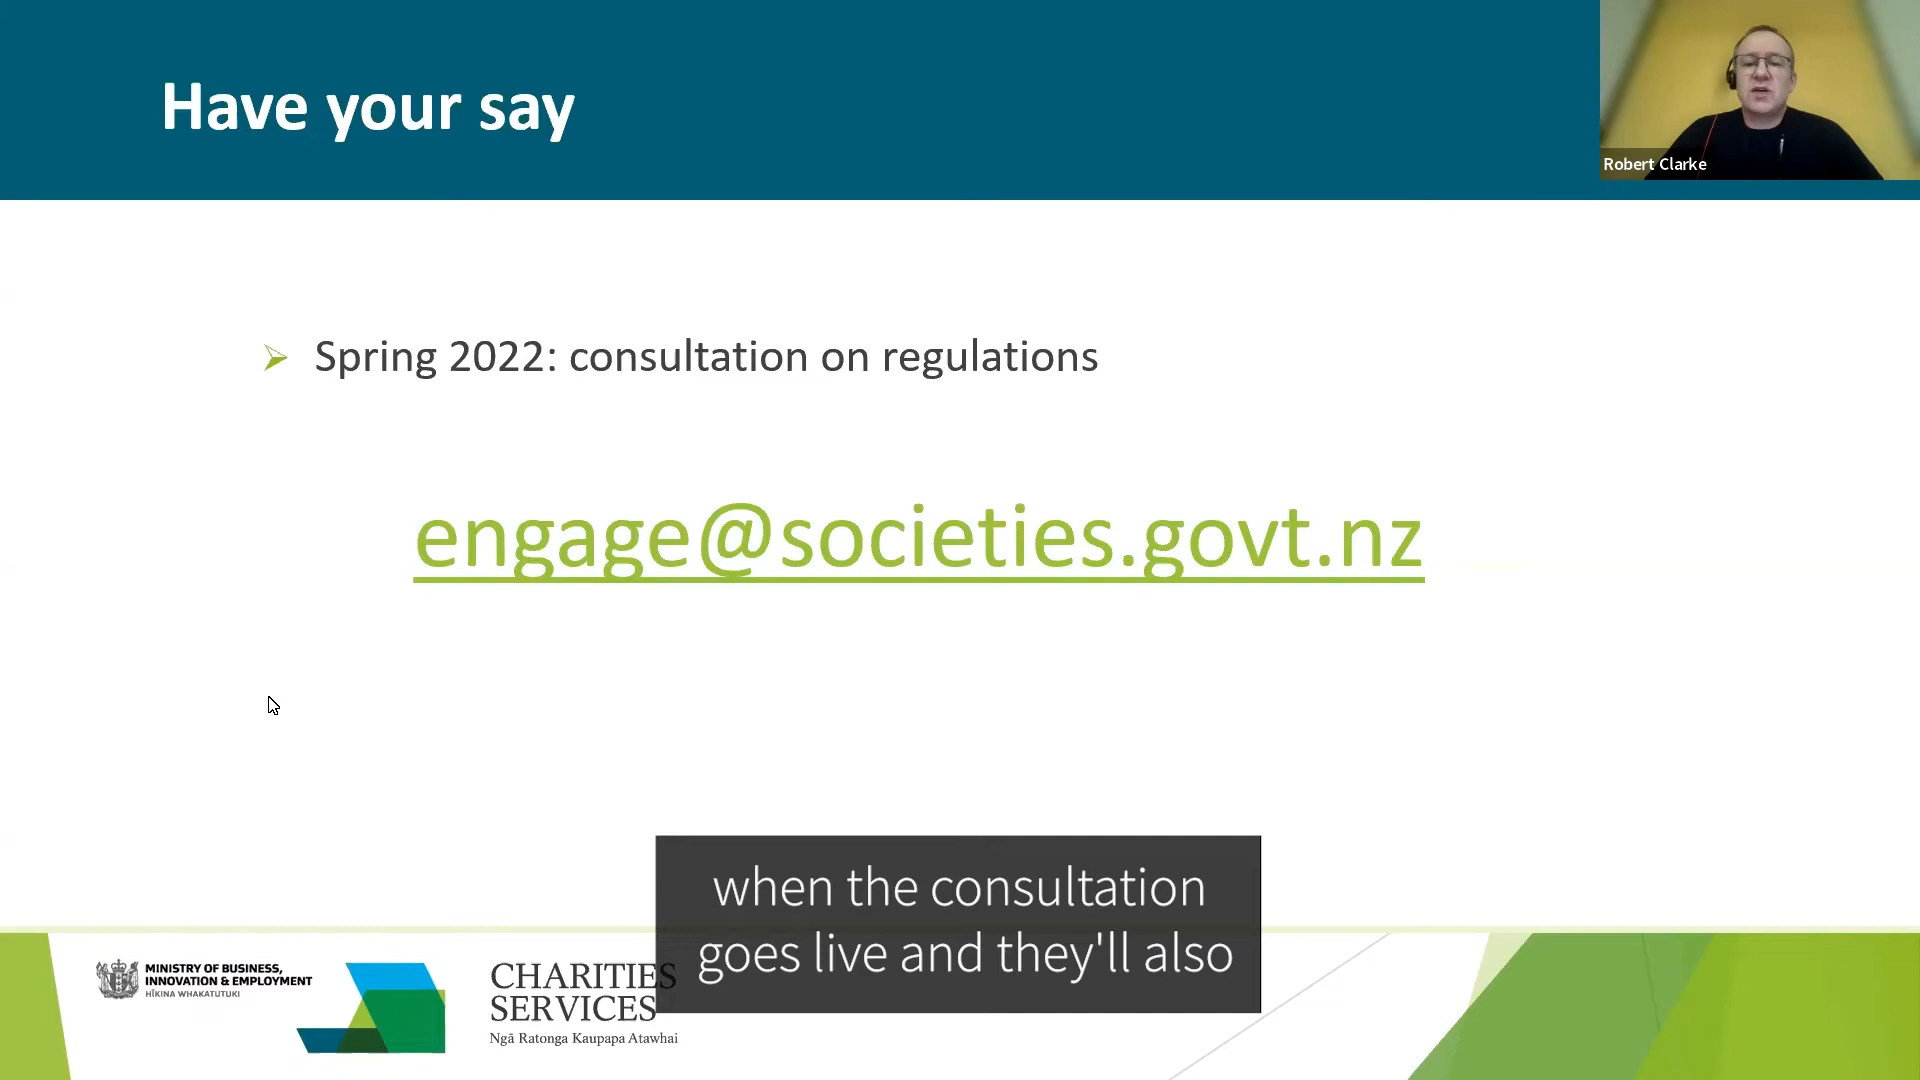 Have your say
Robert Clarke
Spring 2022: consultation on regulations
engage@societies.govt.nz
when the consultation
goes live and they'll also
MINISTRY OF BUSINESS,
INNOVATION & EMPLOYMENT
HĪKINA WHAKATUTUKI
CHARITIES
SERVICES
Ngā Ratonga Kaupapa Atawhai